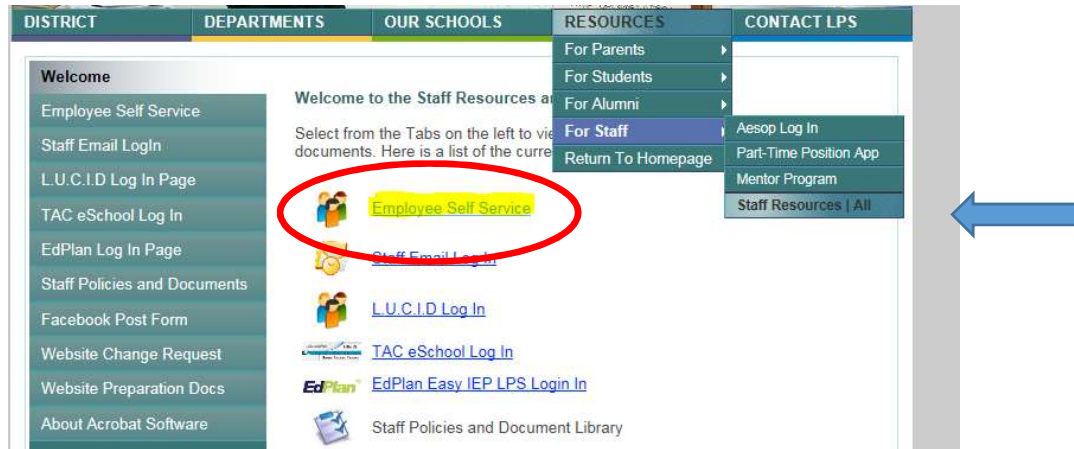 DISTRICT DEPARTMENTS OUR SCHOOLS RESOURCES CONTACT LPS
For Parents
For Students
For Alumni
For Staff
Return To Homepage
Aesop Log In
Part-Time Position App
Mentor Program
Staff Resources | All
Welcome
Employee Self Service
Staff Email LogIn
L.U.C.I.D Log In Page
TAC eSchool Log In
EdPlan Log In Page
Staff Policies and Documents
Facebook Post Form
Website Change Request
Website Preparation Docs
About Acrobat Software
Welcome to the Staff Resources
Select from the Tabs on the left to
documents. Here is a list of the
Employee Self Service
Staff Email Log In
L.U.C.I.D Log In
TAC eSchool Log In
EdPlan EdPlan Easy IEP LPS Login In
Staff Policies and Document Library